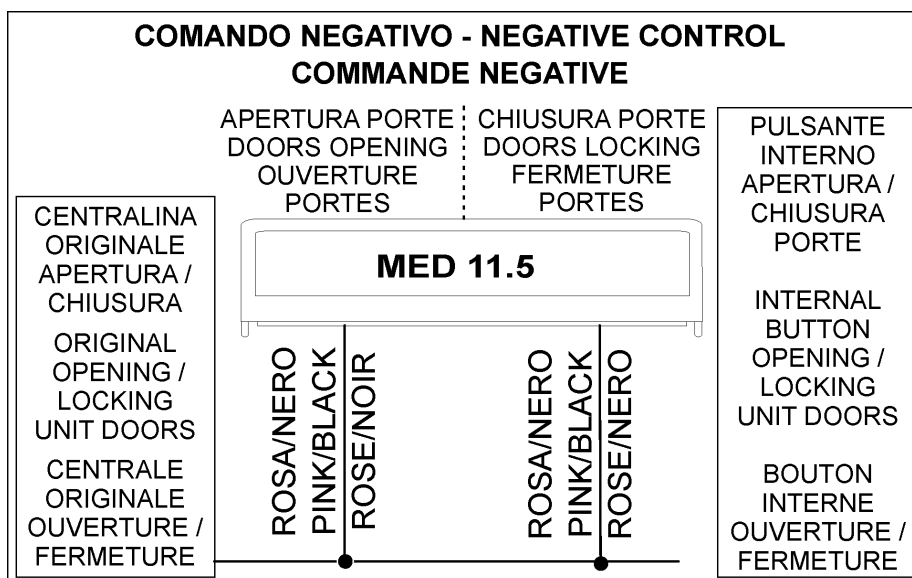 COMANDO NEGATIVO - NEGATIVE CONTROL
COMMANDE NEGATIVE
APERTURA PORTE
DOORS OPENING
OUVERTURE
PORTES
CHIUSURA PORTE
DOORS LOCKING
FERMETURE
PORTES
CENTRALINA
ORIGINALE
APERTURA /
CHIUSURA
ORIGINAL
OPENING /
LOCKING
UNIT DOORS
CENTRALE
ORIGINALE
OUVERTURE /
FERMETURE
MED 11.5
ROSA/NERO
PINK/BLACK
ROSE/NOIR
ROSA/NERO
PINK/BLACK
ROSE/NERO
PULSANTE
INTERNO
APERTURA /
CHIUSURA
PORTE
INTERNAL
BUTTON
OPENING /
LOCKING
UNIT DOORS
BOUTON
INTERNE
OUVERTURE /
FERMETURE